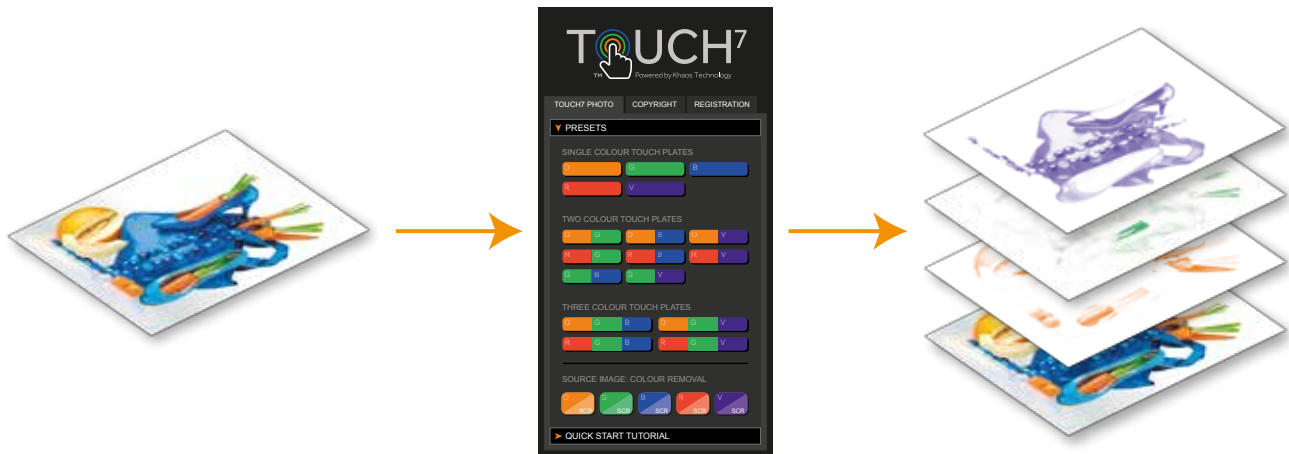 TOUCH7
TM Powered by Khaos Technology
TOUCH7 PHOTO COPYRIGHT REGISTRATION
PRESETS
SINGLE COLOUR TOUCH PLATES
O G B
R V
TWO COLOUR TOUCH PLATES
O G O B O V
R G R B R V
G B G V
THREE COLOUR TOUCH PLATES
O G B O G V
R G B R G V
SOURCE IMAGE: COLOUR REMOVAL
O SCR G SCR B SCR R SCR V SCR
QUICK START TUTORIAL